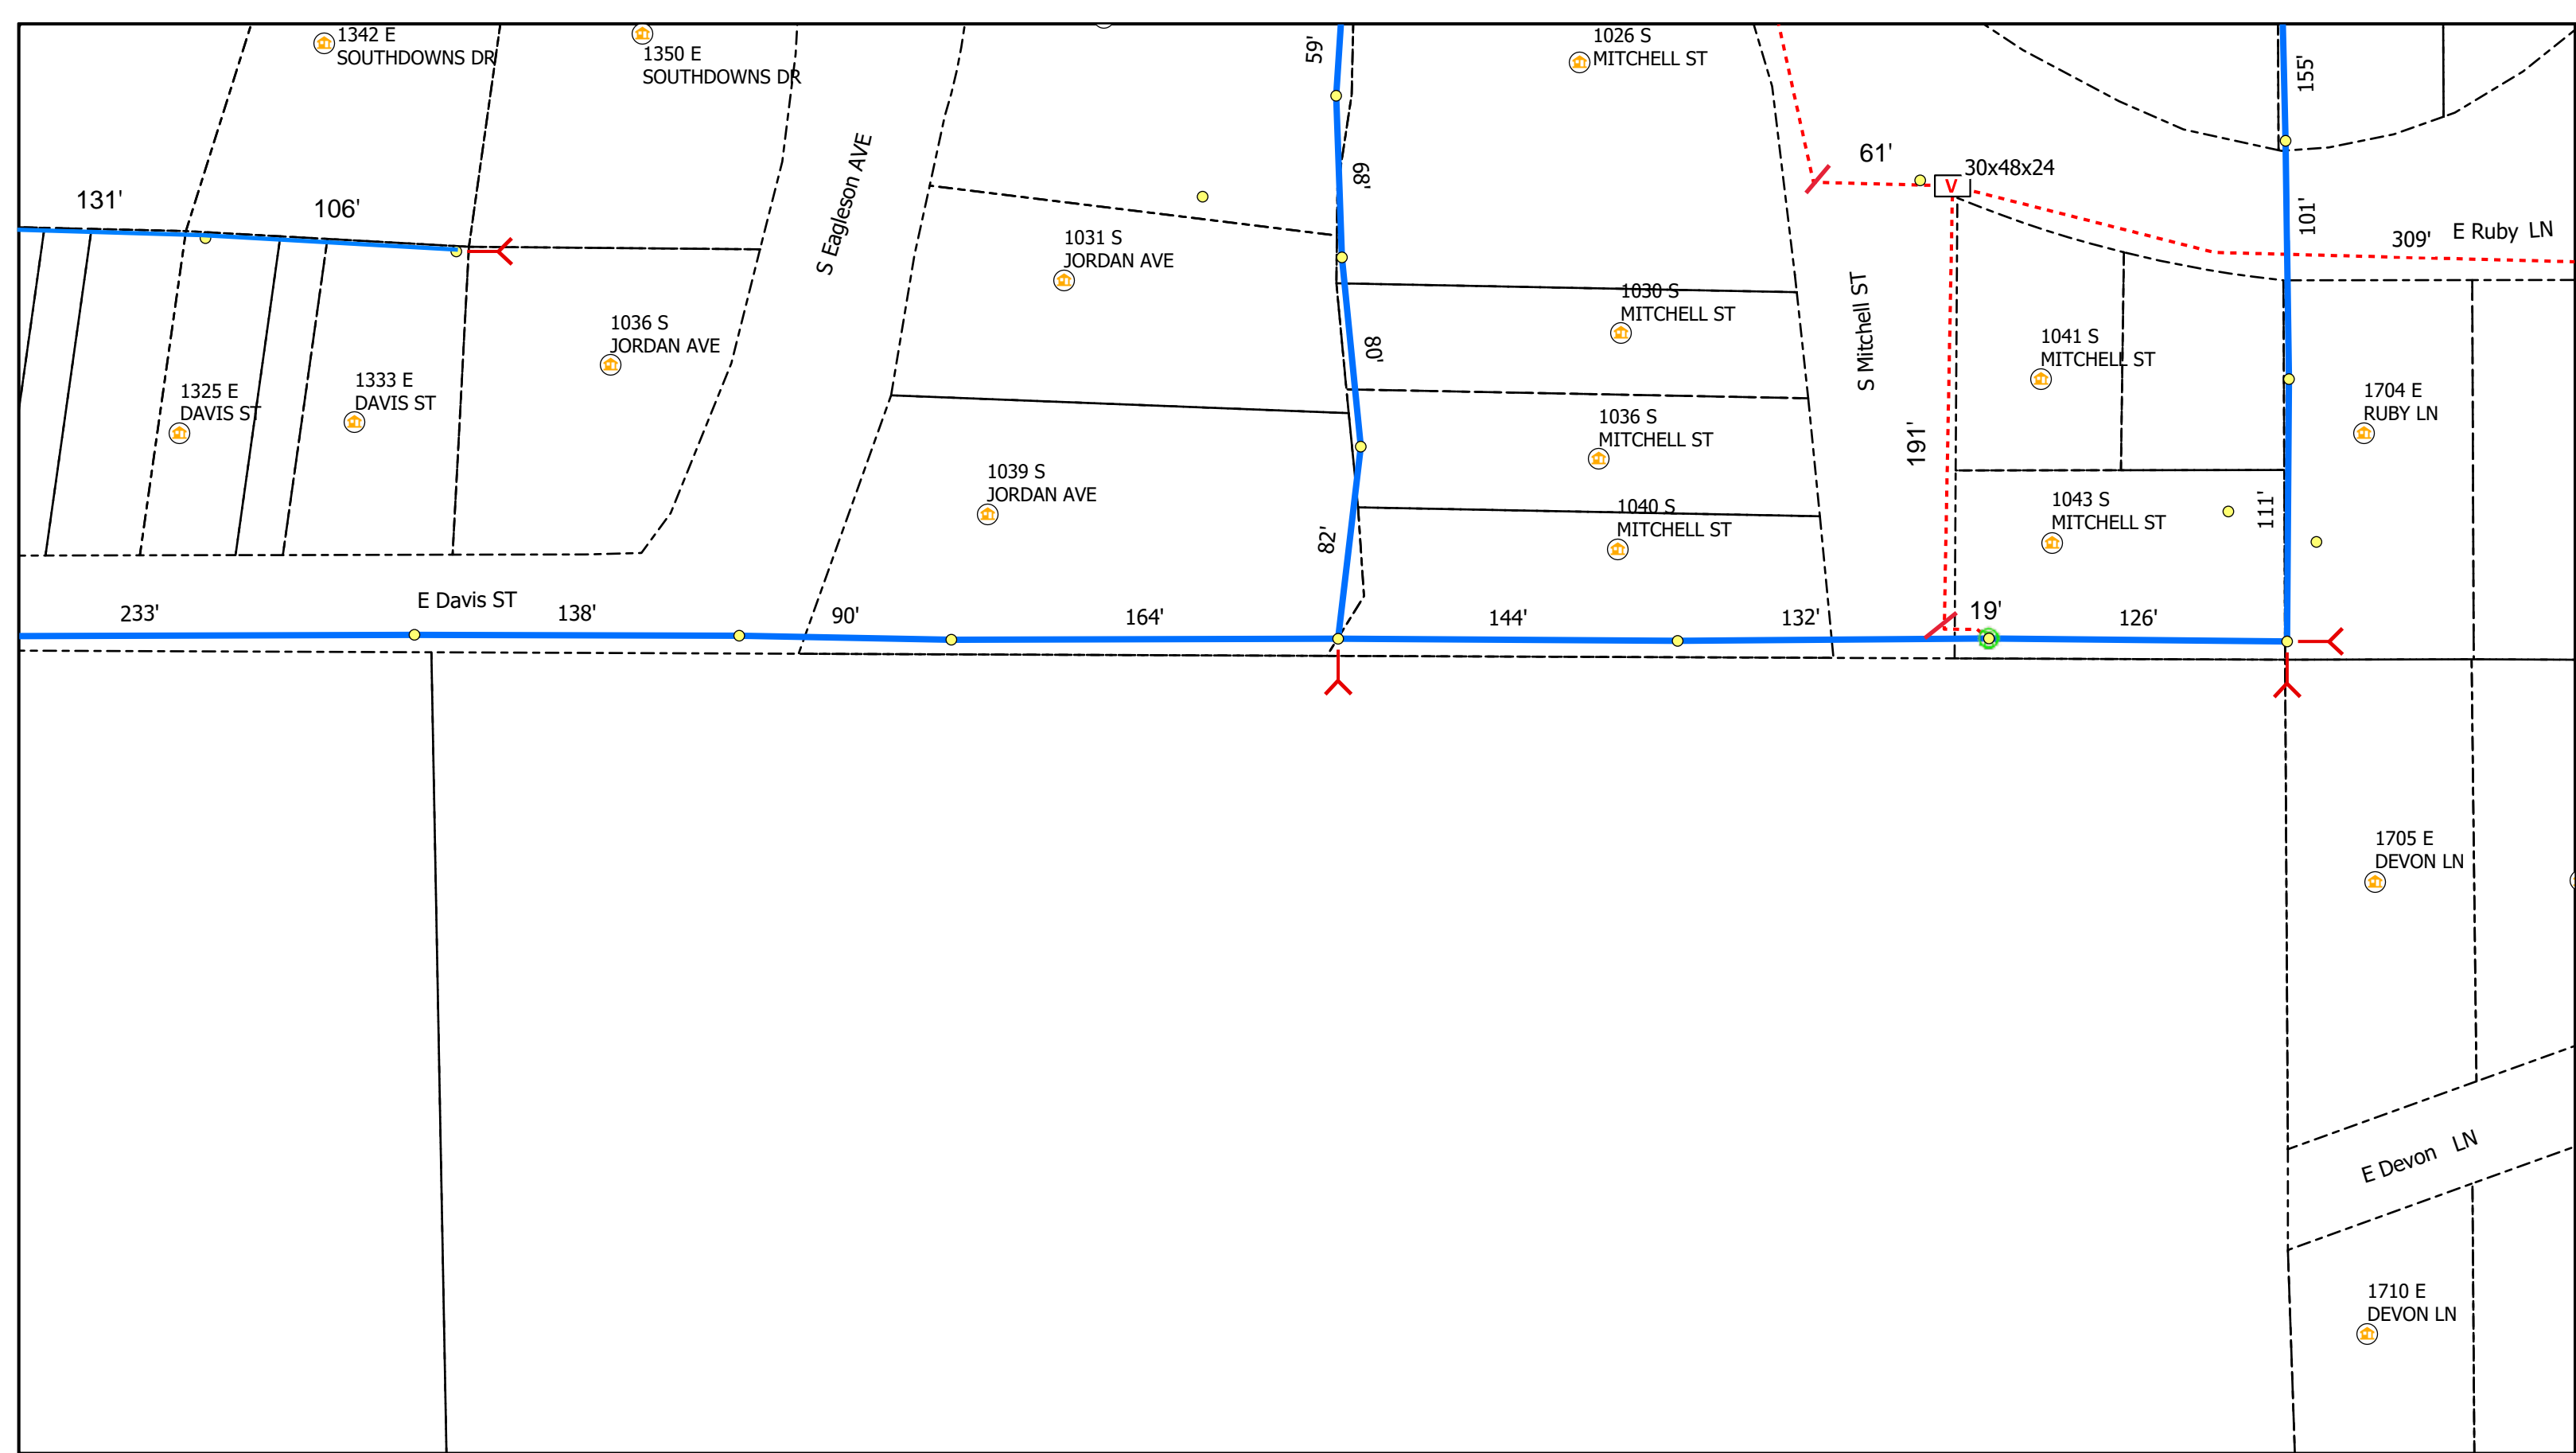 1342 E
SOUTHDOWNS DR
1350 E
SOUTHDOWNS DR
59'
1026 S
MITCHELL ST
155'
131'
106'
S Eagleson AVE
89'
61'
30x48x24
V
101'
309'
E Ruby LN
1031 S
JORDAN AVE
1030 S
MITCHELL ST
S Mitchell ST
1036 S
JORDAN AVE
80'
1041 S
MITCHELL ST
1325 E
DAVIS ST
1333 E
DAVIS ST
1036 S
MITCHELL ST
191'
1704 E
RUBY LN
1039 S
JORDAN AVE
82'
1040 S
MITCHELL ST
1043 S
MITCHELL ST
111'
233'
E Davis ST
138'
90'
164'
144'
132'
19'
126'
1705 E
DEVON LN
E Devon LN
1710 E
DEVON LN